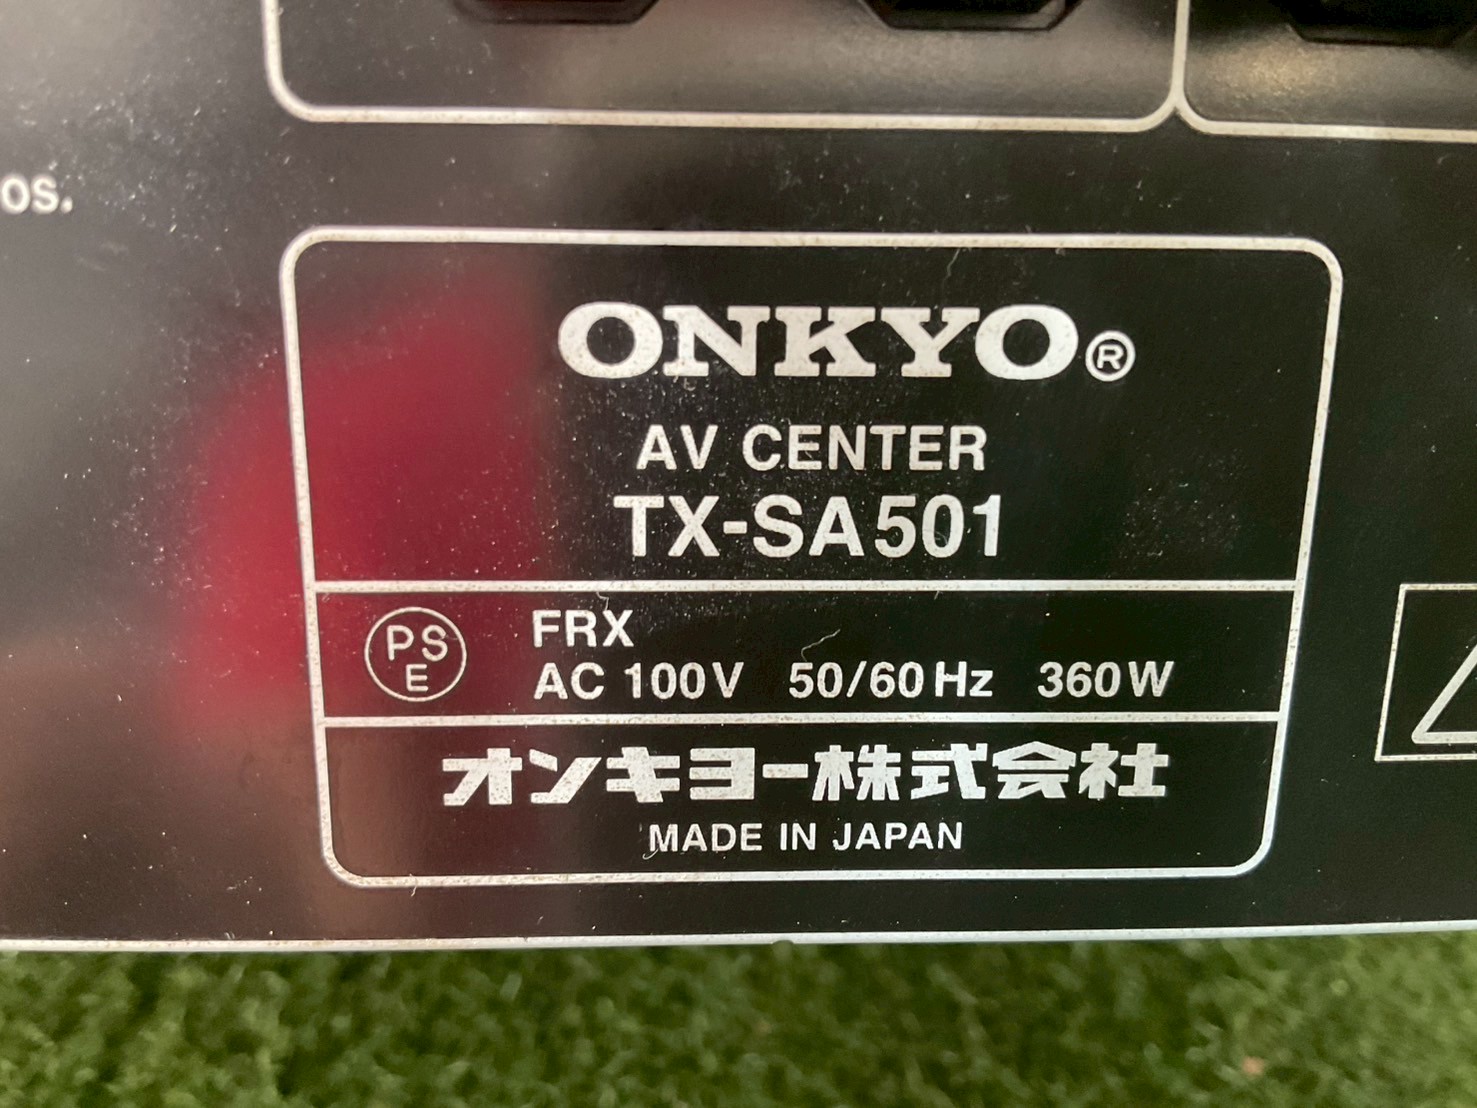 os.
ONKYO®
AV CENTER
TX-SA501
PS
E
FRX
AC 100V 50/60Hz 360W
オンキヨー株式会社
MADE IN JAPAN